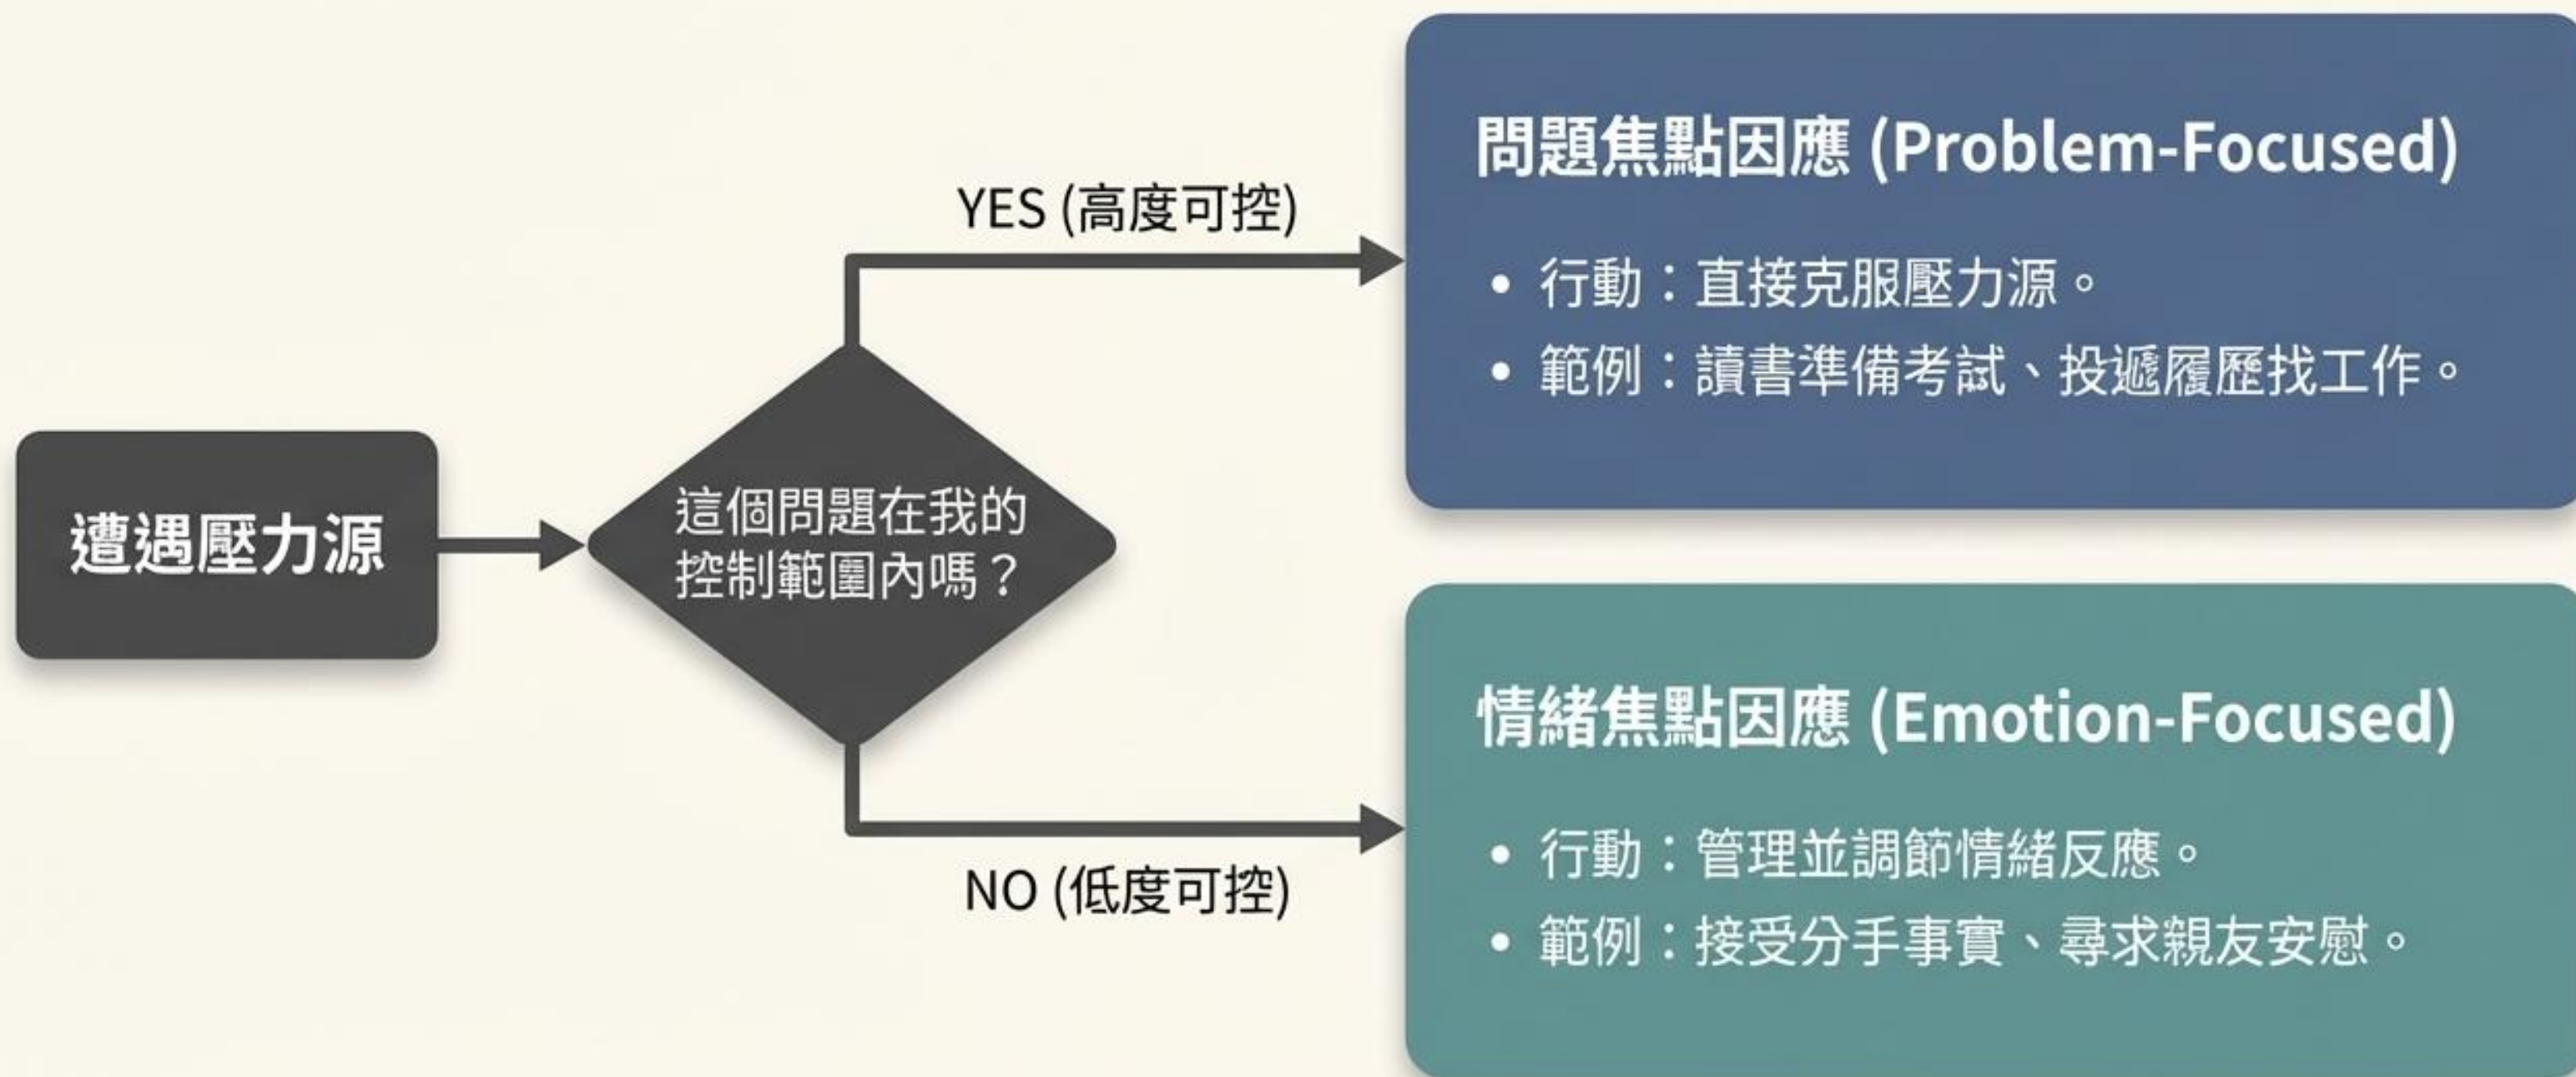 遭遇壓力源
這個問題在我的
控制範圍內嗎？
YES (高度可控)
問題焦點因應 (Problem-Focused)
• 行動：直接克服壓力源。
• 範例：讀書準備考試、投遞履歷找工作。
NO (低度可控)
情緒焦點因應 (Emotion-Focused)
• 行動：管理並調節情緒反應。
• 範例：接受分手事實、尋求親友安慰。